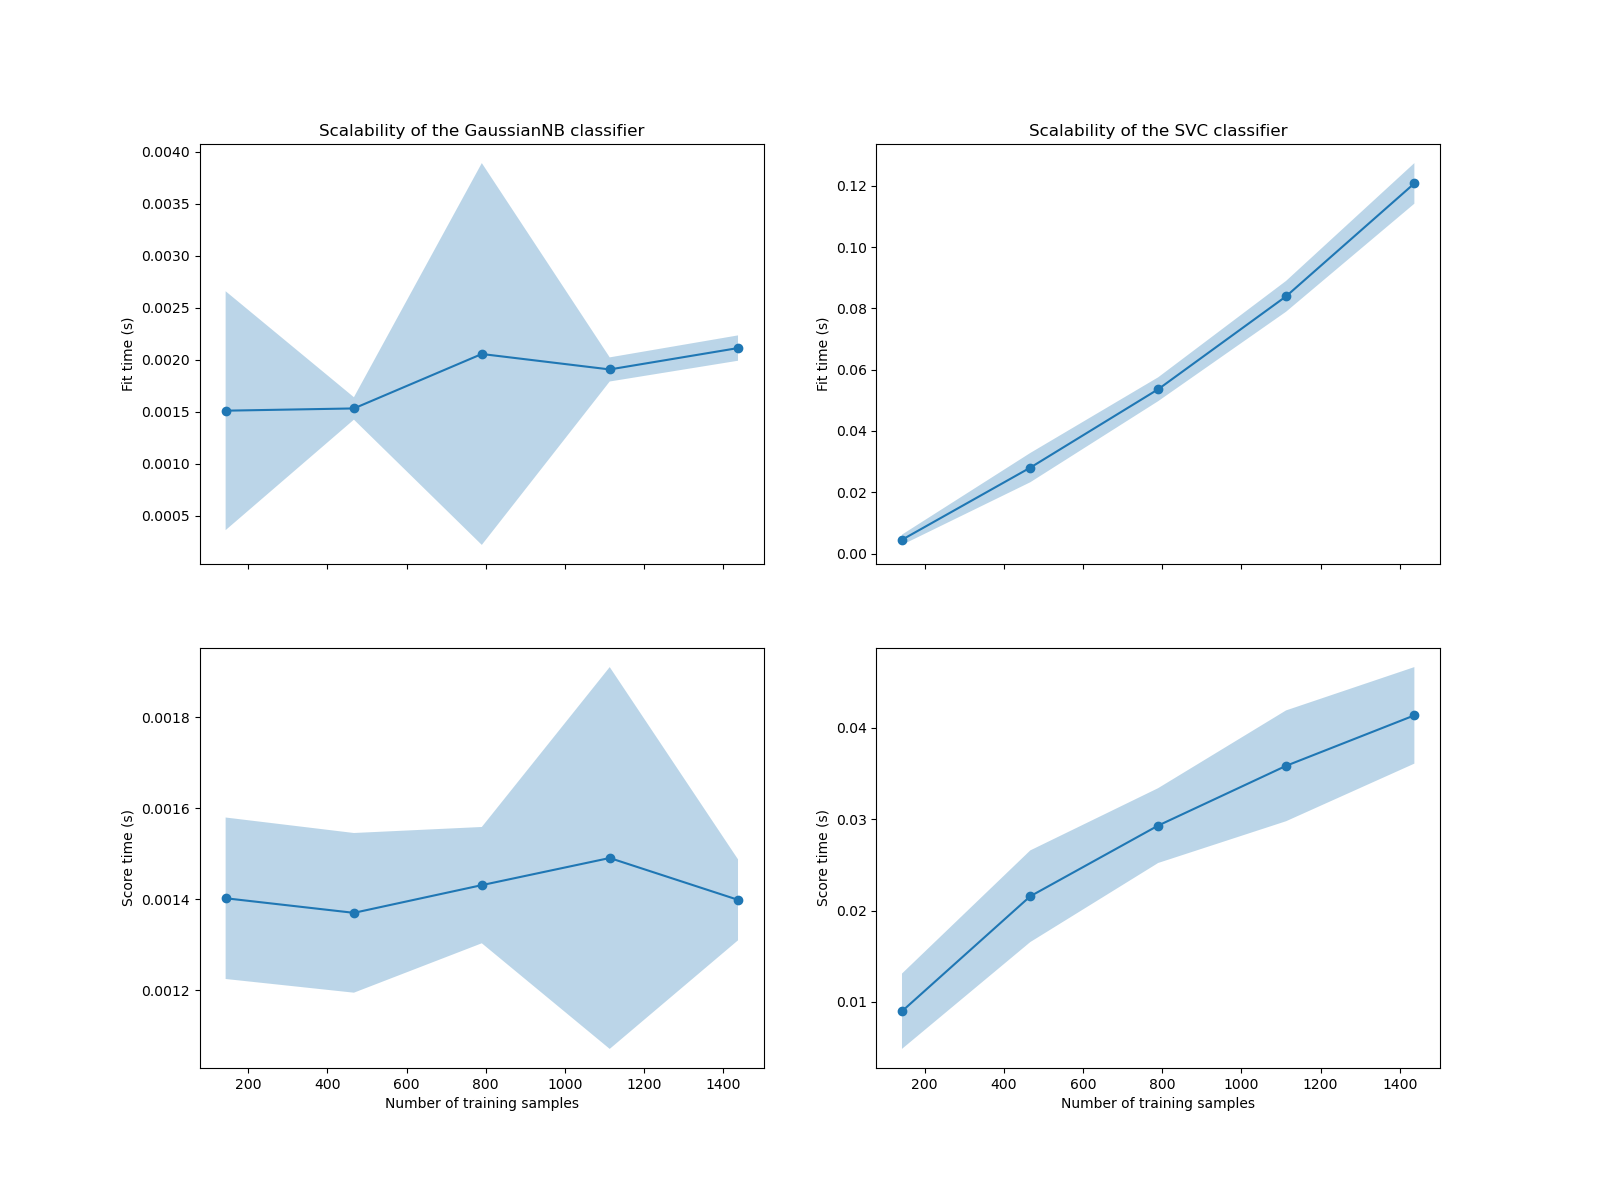 Scalability of the GaussianNB classifier
Fit time (s)
0.0040
0.0035
0.0030
0.0025
0.0020
0.0015
0.0010
0.0005
Scalability of the SVC classifier
Fit time (s)
0.12
0.10
0.08
0.06
0.04
0.02
0.00
Score time (s)
0.0018
0.0016
0.0014
0.0012
200 400 600 800 1000 1200 1400
Number of training samples
Score time (s)
0.04
0.03
0.02
0.01
200 400 600 800 1000 1200 1400
Number of training samples